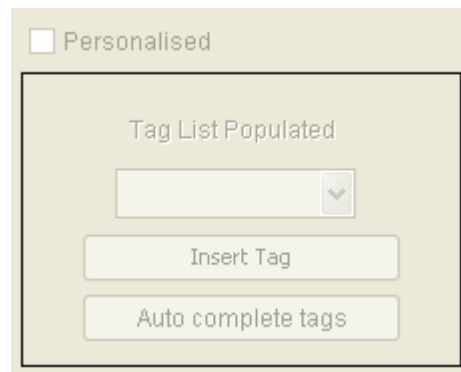 Personalised
Tag List Populated
Insert Tag
Auto complete tags